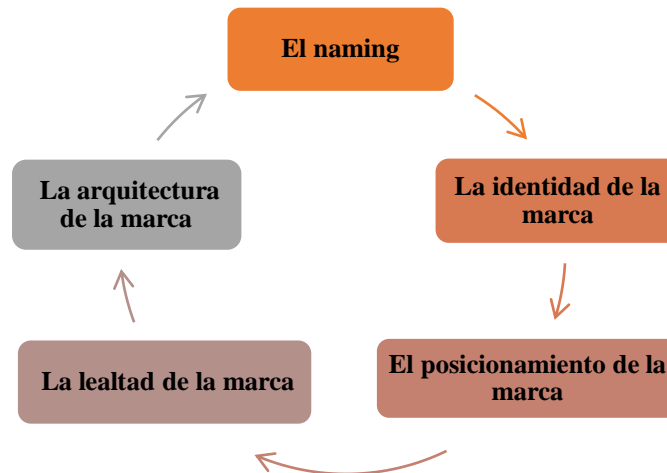 El naming
La identidad de la
marca
El posicionamiento de la
marca
La lealtad de la marca
La arquitectura
de la marca